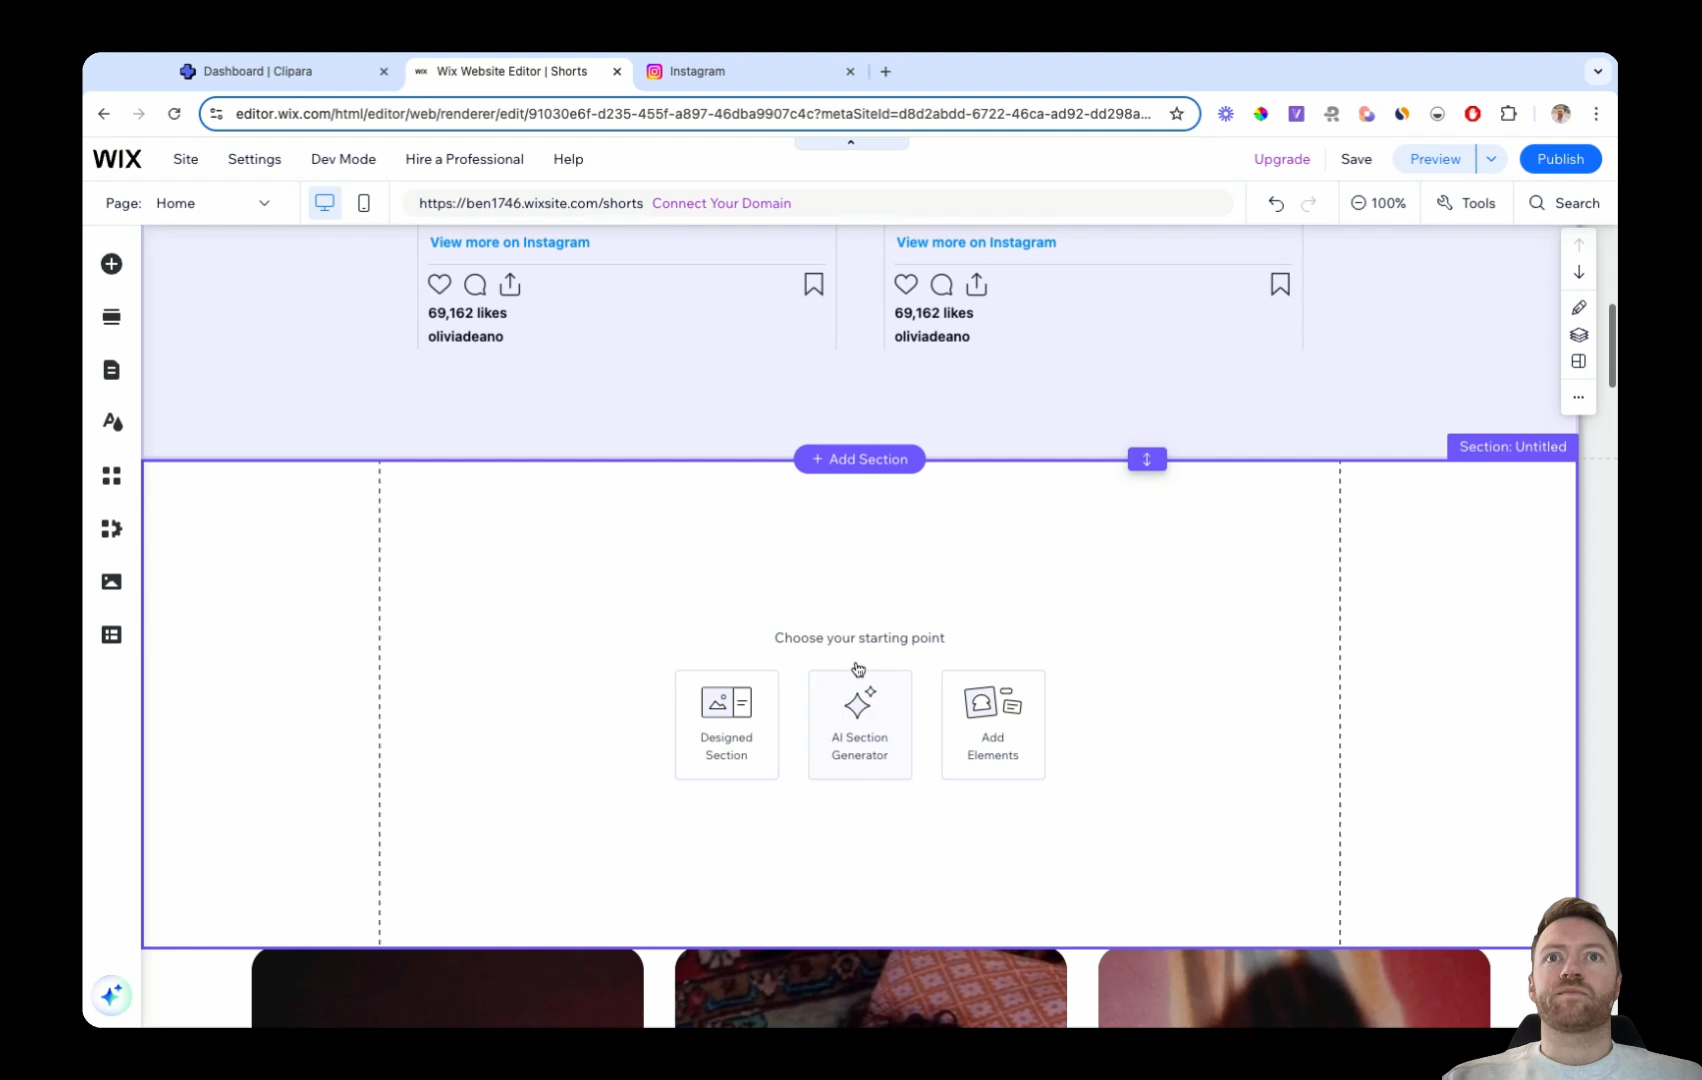 Dashboard | Clipara
WIX Wix Website Editor | Shorts
Instagram
editor.wix.com/html/editor/web/renderer/edit/91030e6f-d235-455f-a897-46dba9907c4c?metaSiteId=d8d2abdd-6722-46ca-ad92-dd298a...
WIX Site Settings Dev Mode Hire a Professional Help Upgrade Save Preview Publish
Page: Home https://ben1746.wixsite.com/shorts Connect Your Domain 100% Tools Search
View more on Instagram View more on Instagram
69,162 likes 69,162 likes
oliviadeano oliviadeano
+ Add Section
Section: Untitled
Choose your starting point
Designed Section
AI Section Generator
Add Elements